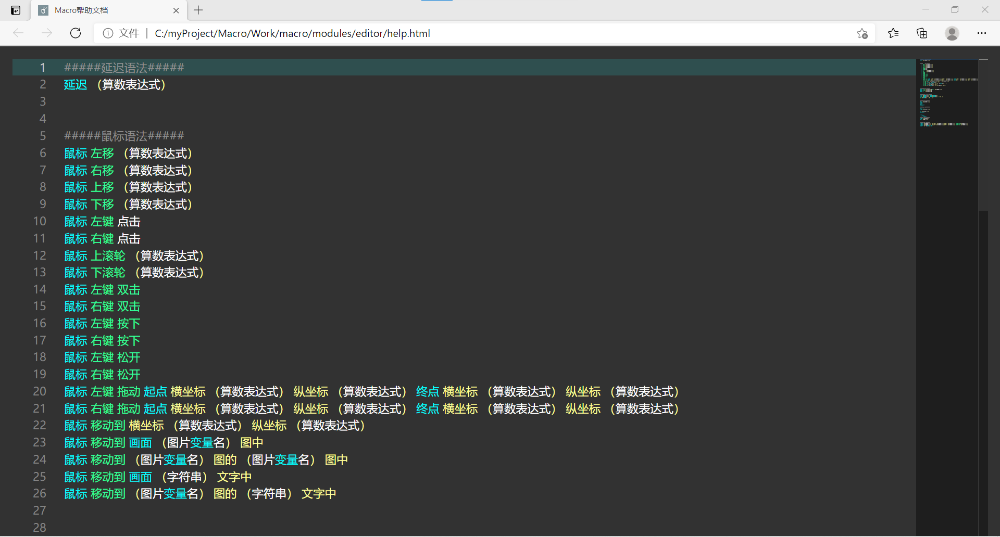 Macro帮助文档
文件 | C:/myProject/Macro/Work/macro/modules/editor/help.html
1 #####延迟语法#####
2 延迟 （算数表达式）
3
4
5 #####鼠标语法#####
6 鼠标 左移 （算数表达式）
7 鼠标 右移 （算数表达式）
8 鼠标 上移 （算数表达式）
9 鼠标 下移 （算数表达式）
10 鼠标 左键 点击
11 鼠标 右键 点击
12 鼠标 上滚轮 （算数表达式）
13 鼠标 下滚轮 （算数表达式）
14 鼠标 左键 双击
15 鼠标 右键 双击
16 鼠标 左键 按下
17 鼠标 右键 按下
18 鼠标 左键 松开
19 鼠标 右键 松开
20 鼠标 左键 拖动 起点 横坐标 （算数表达式） 纵坐标 （算数表达式） 终点 横坐标 （算数表达式） 纵坐标 （算数表达式）
21 鼠标 右键 拖动 起点 横坐标 （算数表达式） 纵坐标 （算数表达式） 终点 横坐标 （算数表达式） 纵坐标 （算数表达式）
22 鼠标 移动到 横坐标 （算数表达式） 纵坐标 （算数表达式）
23 鼠标 移动到 画面 （图片变量名） 图中
24 鼠标 移动到 （图片变量名） 图的 （图片变量名） 图中
25 鼠标 移动到 画面 （字符串） 文字中
26 鼠标 移动到 （图片变量名） 图的 （字符串） 文字中
27
28